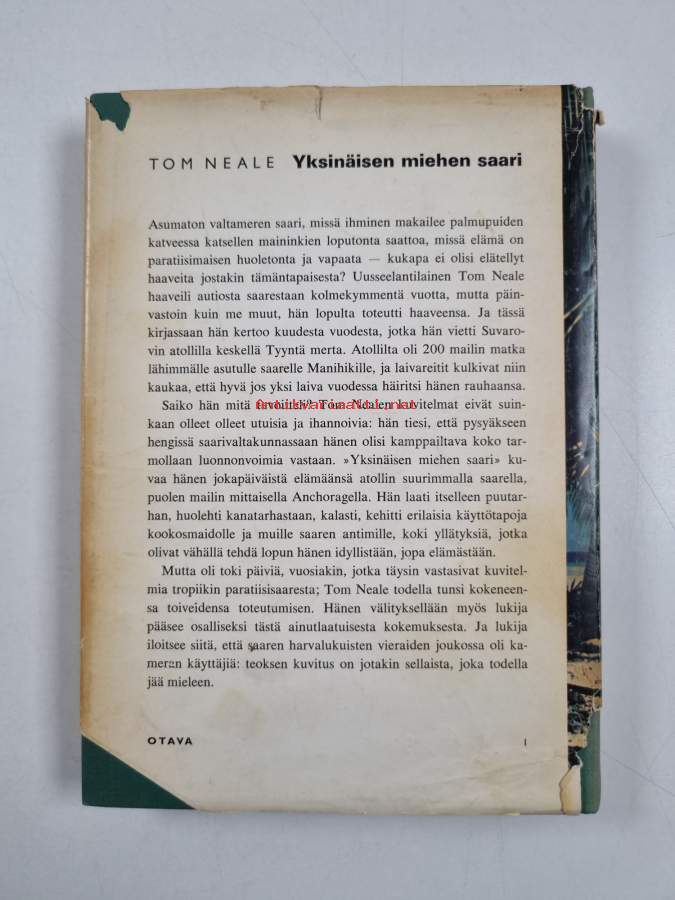 TOM NEALE Yksinäisen miehen saari
Asumaton valtameren saari, missä ihminen makailee palmupuiden
katveessa katsellen maininkien loputonta saattoa, missä elämä on
paratiisimaisen huoletonta ja vapaata — kukapa ei olisi elätellyt
haaveita jostakin tämäntapaisesta? Uusseelantilainen Tom Neale
haaveili autiosta saarestaan kolmekymmentä vuotta, mutta päin-
vastoin kuin me muut, hän lopulta toteutti haaveensa. Ja tässä
kirjassaan hän kertoo kuudesta vuodesta, jotka hän vietti Suvaro-
vin atollilla keskellä Tyyntä merta. Atollilta oli 200 mailin matka
lähimmälle asutulle saarelle Manihikille, ja laivareitit kulkivat niin
kaukaa, että hyvä jos yksi laiva vuodessa häiritsi hänen rauhaansa.
Saiko hän mitä tavoitteli? Tom Nealen kuvitelmat eivät suin-
kaan olleet olleet utuisia ja ihannoivia: hän tiesi, että pysyäkseen
hengissä saarivaltakunnassaan hänen olisi kamppailtava koko tar-
mollaan luonnonvoimia vastaan. »Yksinäisen miehen saari» ku-
vaa hänen jokapäiväistä elämäänsä atollin suurimmalla saarella,
puolen mailin mittaisella Anchoragella. Hän laati itselleen puutar-
han, huolehti kanatarhastaan, kalasti, kehitti erilaisia käyttötapoja
kookosmaidolle ja muille saaren antimille, koki yllätyksiä, jotka
olivat vähällä tehdä lopun hänen idyllistään, jopa elämästään.
Mutta oli toki päiviä, vuosiakin, jotka täysin vastasivat kuvitel-
mia tropiikin paratiisisaaresta; Tom Neale todella tunsi kokeneen-
sa toiveidensa toteutumisen. Hänen välityksellään myös lukija
pääsee osalliseksi tästä ainutlaatuisesta kokemuksesta. Ja lukija
iloitsee siitä, että saaren harvalukuisten vieraiden joukossa oli ka-
meran käyttäjiä: teoksen kuvitus on jotakin sellaista, joka todella
jää mieleen.
OTAVA 1